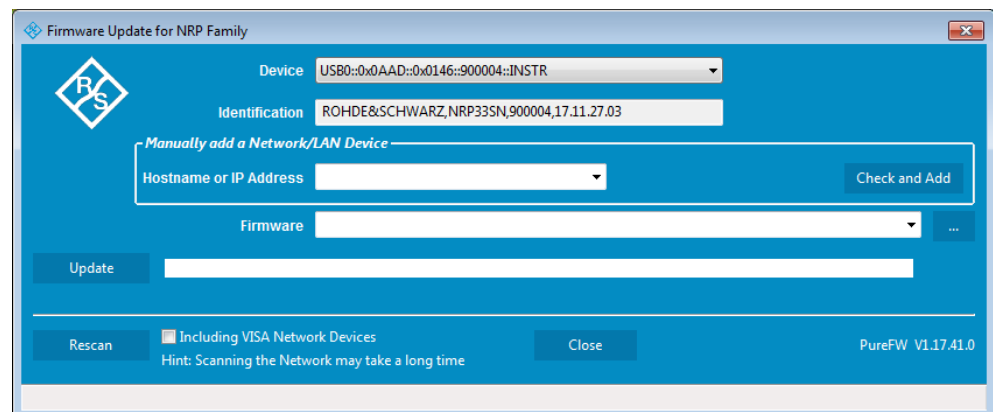 Firmware Update for NRP Family
R&S
Device USB0::0x0AAD::0x0146::900004::INSTR
Identification ROHDE&SCHWARZ,NRP33SN,900004,17.11.27.03
Manually add a Network/LAN Device
Hostname or IP Address Check and Add
Firmware ...
Update
Rescan Including VISA Network Devices Close PureFW V1.17.41.0
Hint: Scanning the Network may take a long time